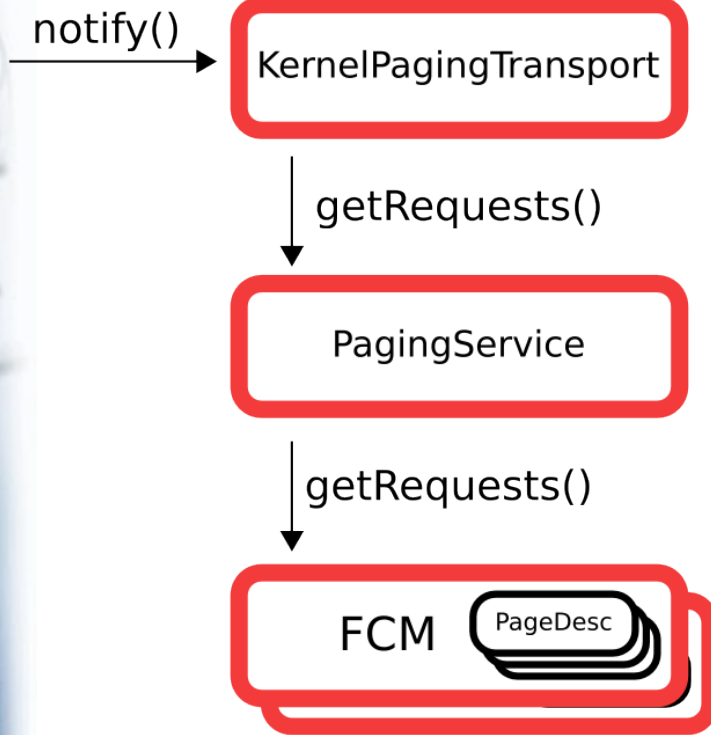 notify()
KernelPagingTransport
getRequests()
PagingService
getRequests()
FCM
PageDesc